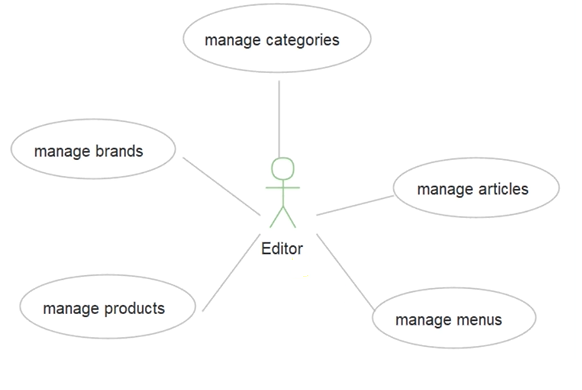 manage categories
manage brands
manage articles
Editor
manage products
manage menus